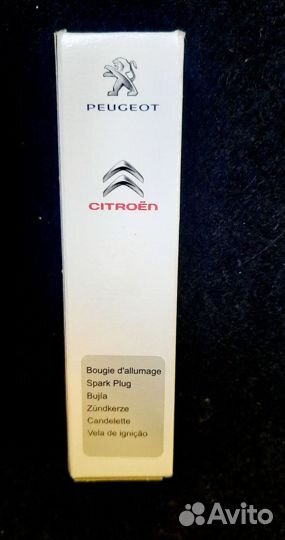 PEUGEOT
CITROËN
Bougie d'allumage
Spark Plug
Bujía
Zündkerze
Candelette
Vela de ignição
Avito